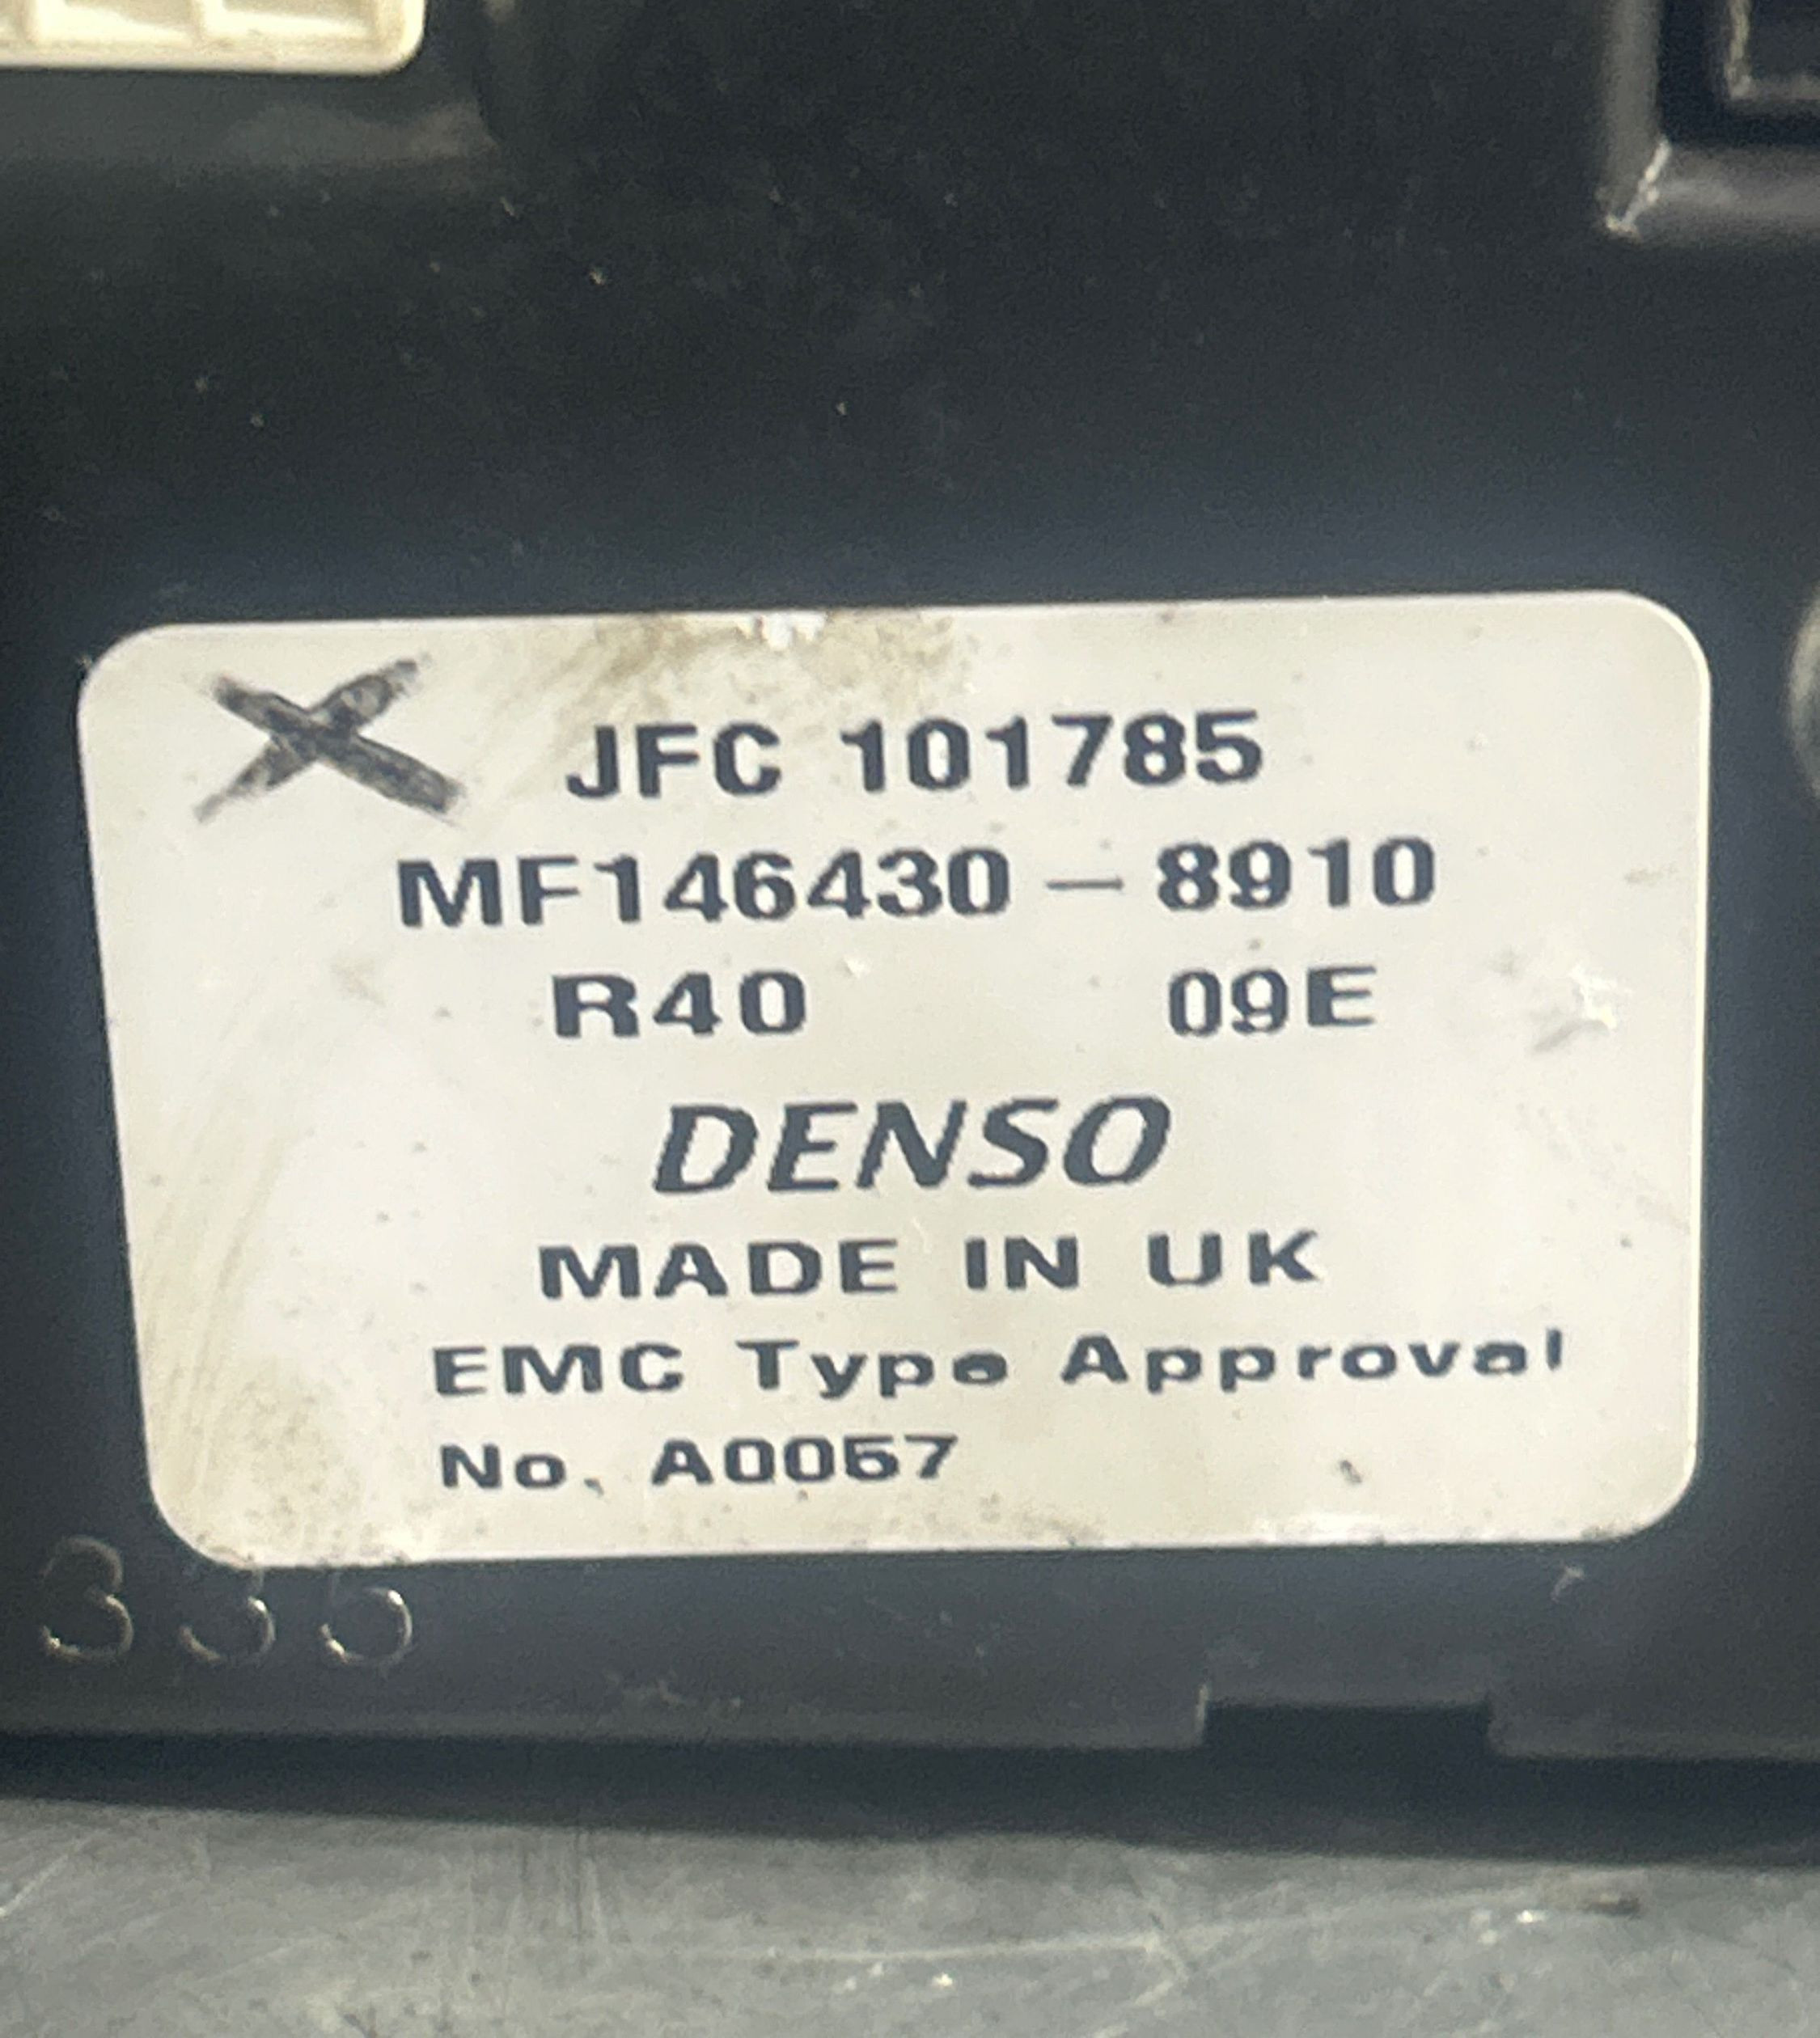 JFC 101785
MF146430-8910
R40 09E
DENSO
MADE IN UK
EMC Type Approval
No. A0057
335